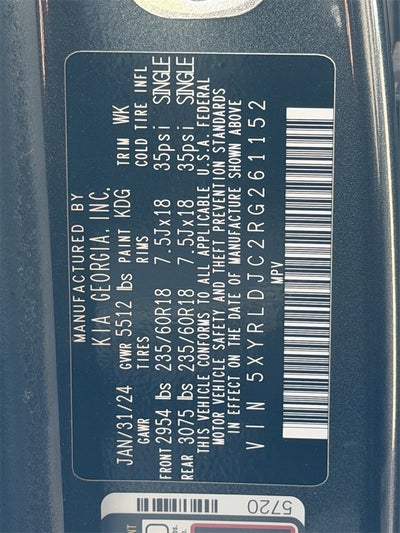 MANUFACTURED BY
KIA GEORGIA, INC.
JAN/31/24 GVWR 5512 lbs PAINT KDG TRIM WK
GAWR TIRES RIMS COLD TIRE INFL
FRONT 2954 lbs 235/60R18 7.5Jx18 35psi SINGLE
REAR 3075 lbs 235/60R18 7.5Jx18 35psi SINGLE
THIS VEHICLE CONFORMS TO ALL APPLICABLE U.S.A. FEDERAL
MOTOR VEHICLE SAFETY AND THEFT PREVENTION STANDARDS
IN EFFECT ON THE DATE OF MANUFACTURE SHOWN ABOVE
VIN 5XYRLDJC2RG261152
MPV
5720